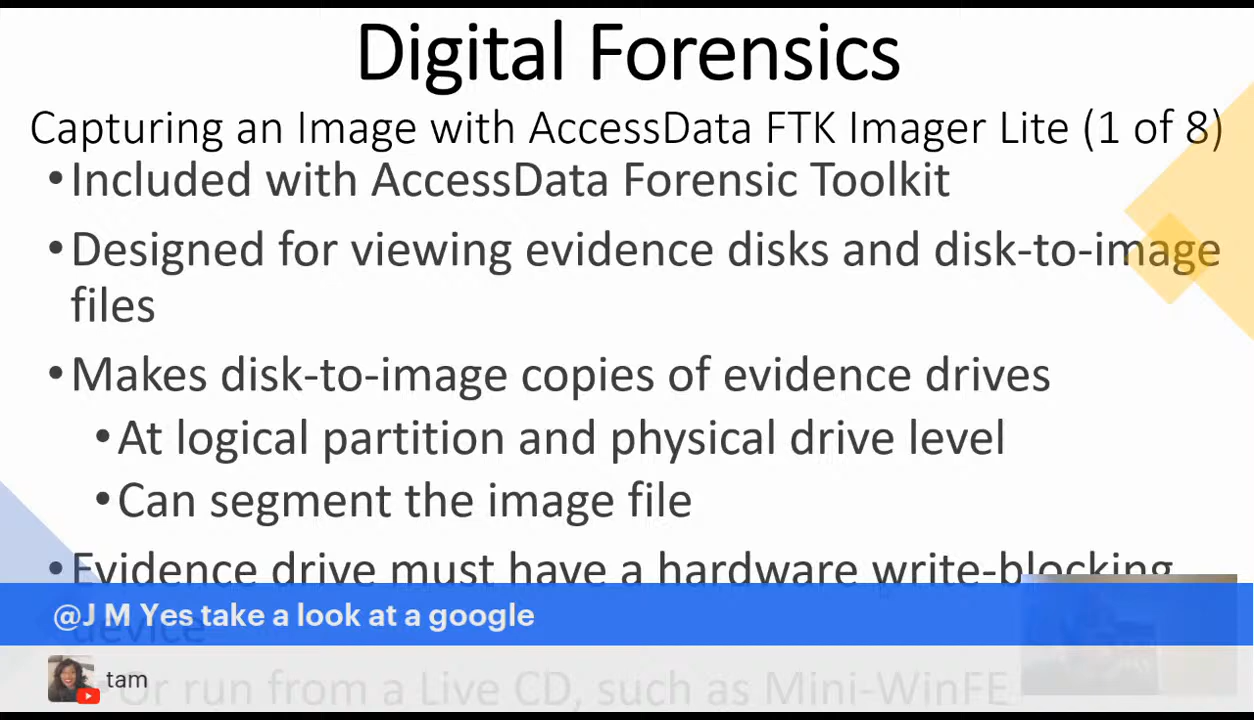 Digital Forensics
Capturing an Image with AccessData FTK Imager Lite (1 of 8)
•Included with AccessData Forensic Toolkit
•Designed for viewing evidence disks and disk-to-image
files
•Makes disk-to-image copies of evidence drives
•At logical partition and physical drive level
•Can segment the image file
•Evidence drive must have a hardware write-blocking
device
@J M Yes take a look at a google
tam
Or run from a Live CD, such as Mini-WinFE